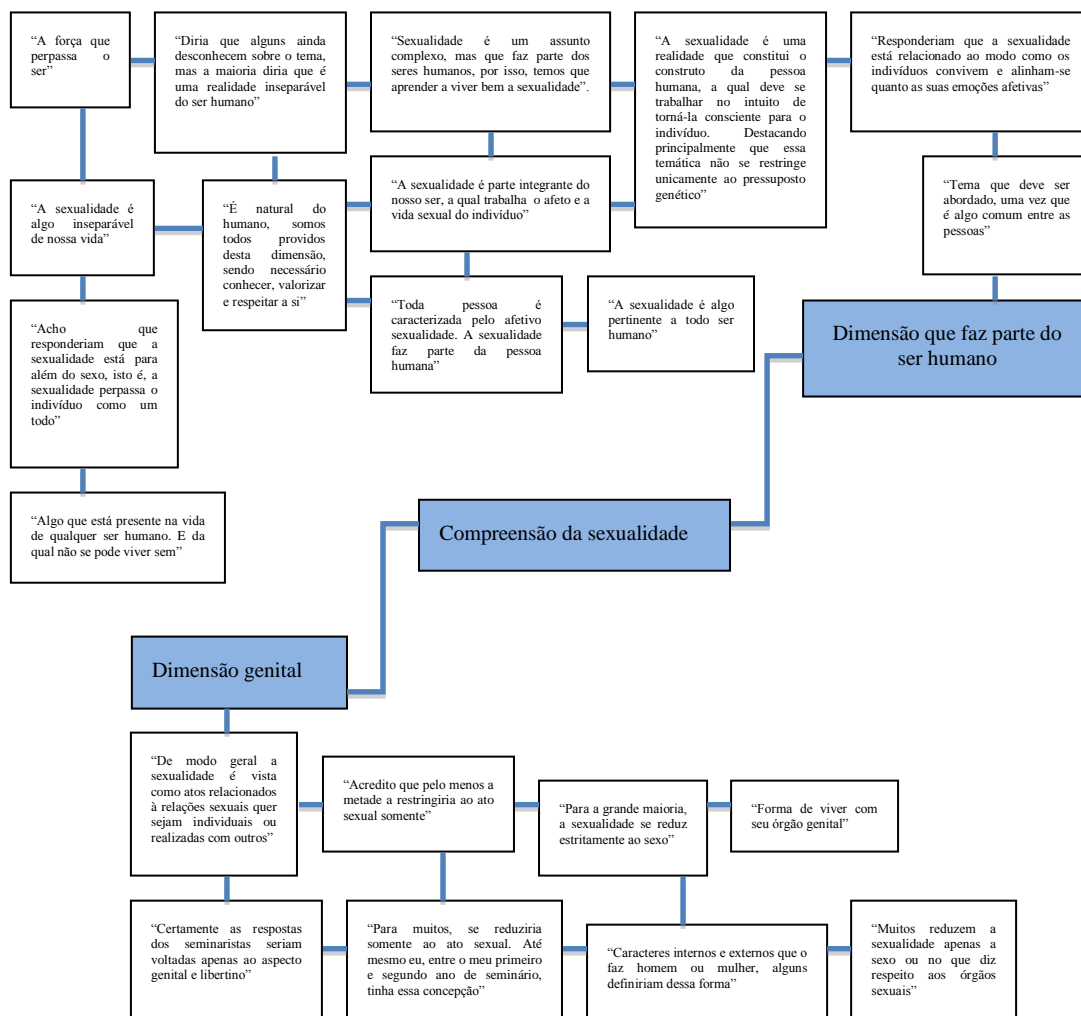 “A força que
perpassa o
ser”
“Diria que alguns ainda
desconhecem sobre o tema,
mas a maioria diria que é
uma realidade inseparável
do ser humano”
“Sexualidade é um assunto
complexo, mas que faz parte dos
seres humanos, por isso, temos que
aprender a viver bem a sexualidade”.
“A sexualidade é uma
realidade que constitui o
construto da pessoa
humana, a qual deve se
trabalhar no intuito de
torná-la consciente para o
indivíduo. Destacando
principalmente que essa
temática não se restringe
unicamente ao pressuposto
genético”
“Responderiam que a sexualidade
está relacionado ao modo como os
indivíduos convivem e alinham-se
quanto as suas emoções afetivas”
“A sexualidade é
algo inseparável
de nossa vida”
“É natural do
humano, somos
todos providos
desta dimensão,
sendo necessário
conhecer, valorizar
e respeitar a si”
“A sexualidade é parte integrante do
nosso ser, a qual trabalha o afeto e a
vida sexual do indivíduo”
“Tema que deve ser
abordado, uma vez que
é algo comum entre as
pessoas”
“Acho que
responderiam que a
sexualidade está para
além do sexo, isto é, a
sexualidade perpassa o
indivíduo como um
todo”
“Toda pessoa é
caracterizada pelo afetivo
sexualidade. A sexualidade
faz parte da pessoa
humana”
“A sexualidade é algo
pertinente a todo ser
humano”
Dimensão que faz parte do
ser humano
“Algo que está presente na vida
de qualquer ser humano. E da
qual não se pode viver sem”
Compreensão da sexualidade
Dimensão genital
“De modo geral a
sexualidade é vista
como atos relacionados
à relações sexuais quer
sejam individuais ou
realizadas com outros”
“Acredito que pelo menos a
metade a restringiria ao ato
sexual somente”
“Para a grande maioria,
a sexualidade se reduz
estritamente ao sexo”
“Forma de viver com
seu órgão genital”
“Certamente as respostas
dos seminaristas seriam
voltadas apenas ao aspecto
genital e libertino”
“Para muitos, se reduziria
somente ao ato sexual. Até
mesmo eu, entre o meu primeiro
e segundo ano de seminário,
tinha essa concepção”
“Caracteres internos e externos que o
faz homem ou mulher, alguns
definiriam dessa forma”
“Muitos reduzem a
sexualidade apenas a
sexo ou no que diz
respeito aos órgãos
sexuais”